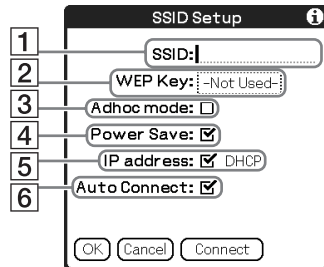 SSID Setup i
1 SSID:
2 WEP Key: -Not Used-
3 Adhoc mode:
4 Power Save:
5 IP address: DHCP
6 Auto Connect:
OK Cancel Connect